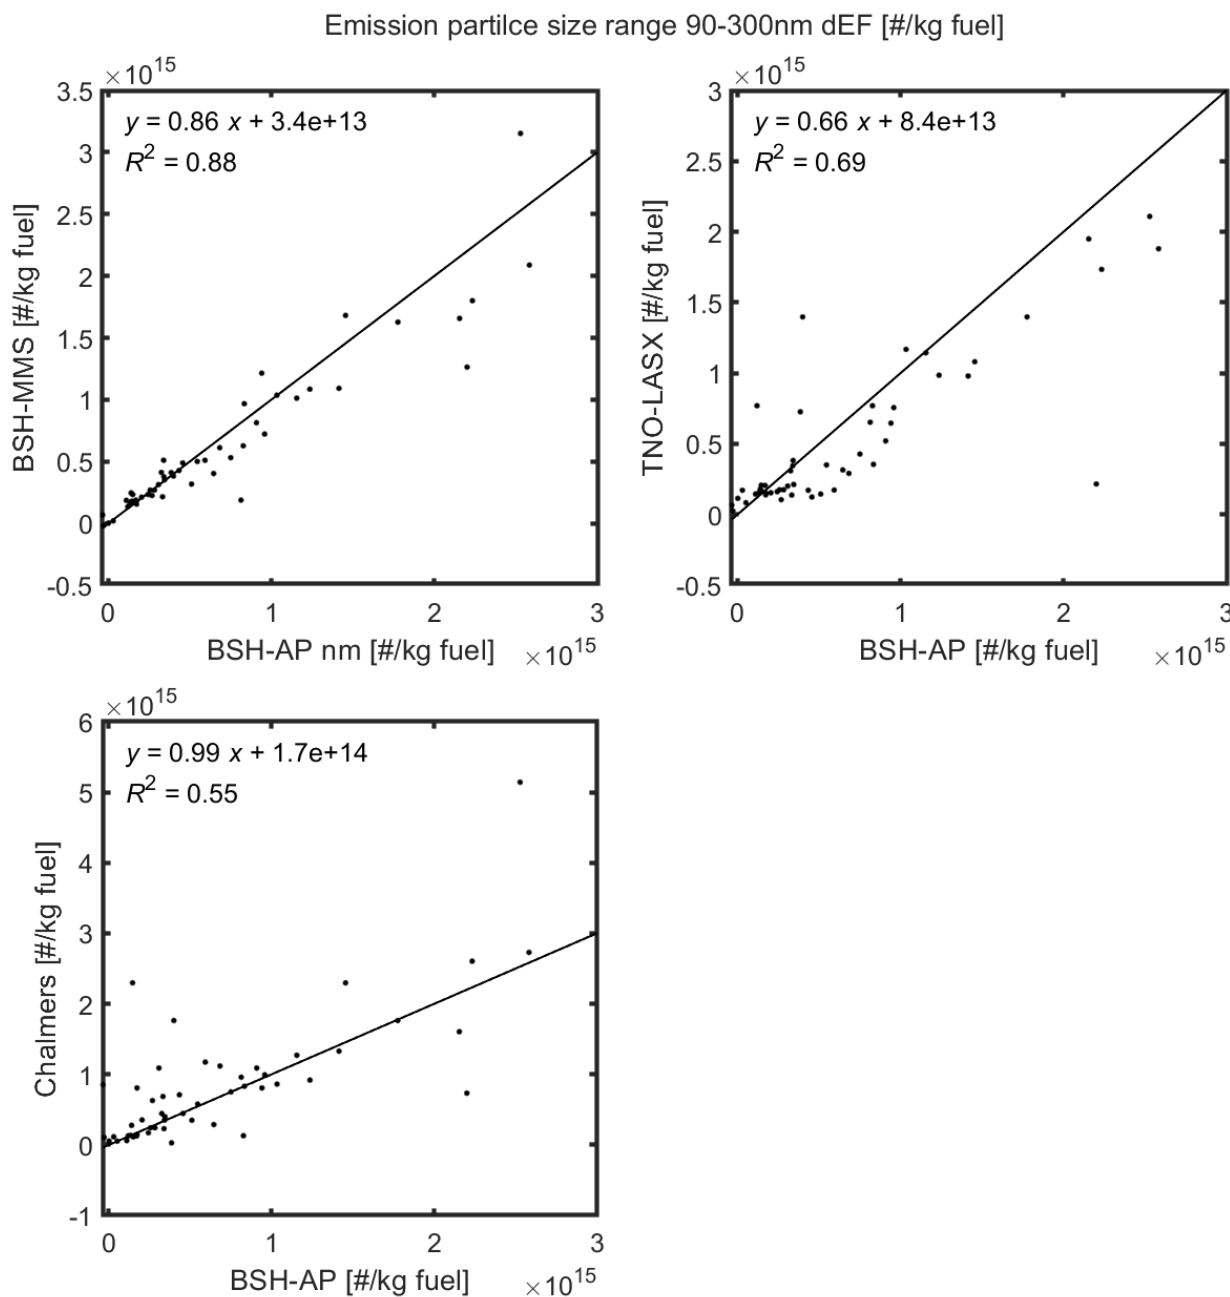 Emission partilce size range 90-300nm dEF [#/kg fuel]
×10^15
3.5
3
2.5
2
1.5
1
0.5
0
-0.5
y = 0.86 x + 3.4e+13
R^2 = 0.88
BSH-MMS [#/kg fuel]
0 1 2 3
BSH-AP nm [#/kg fuel] ×10^15
×10^15
3
2.5
2
1.5
1
0.5
0
-0.5
y = 0.66 x + 8.4e+13
R^2 = 0.69
TNO-LASX [#/kg fuel]
0 1 2 3
BSH-AP [#/kg fuel] ×10^15
×10^15
6
5
4
3
2
1
0
-1
y = 0.99 x + 1.7e+14
R^2 = 0.55
Chalmers [#/kg fuel]
0 1 2 3
BSH-AP [#/kg fuel] ×10^15